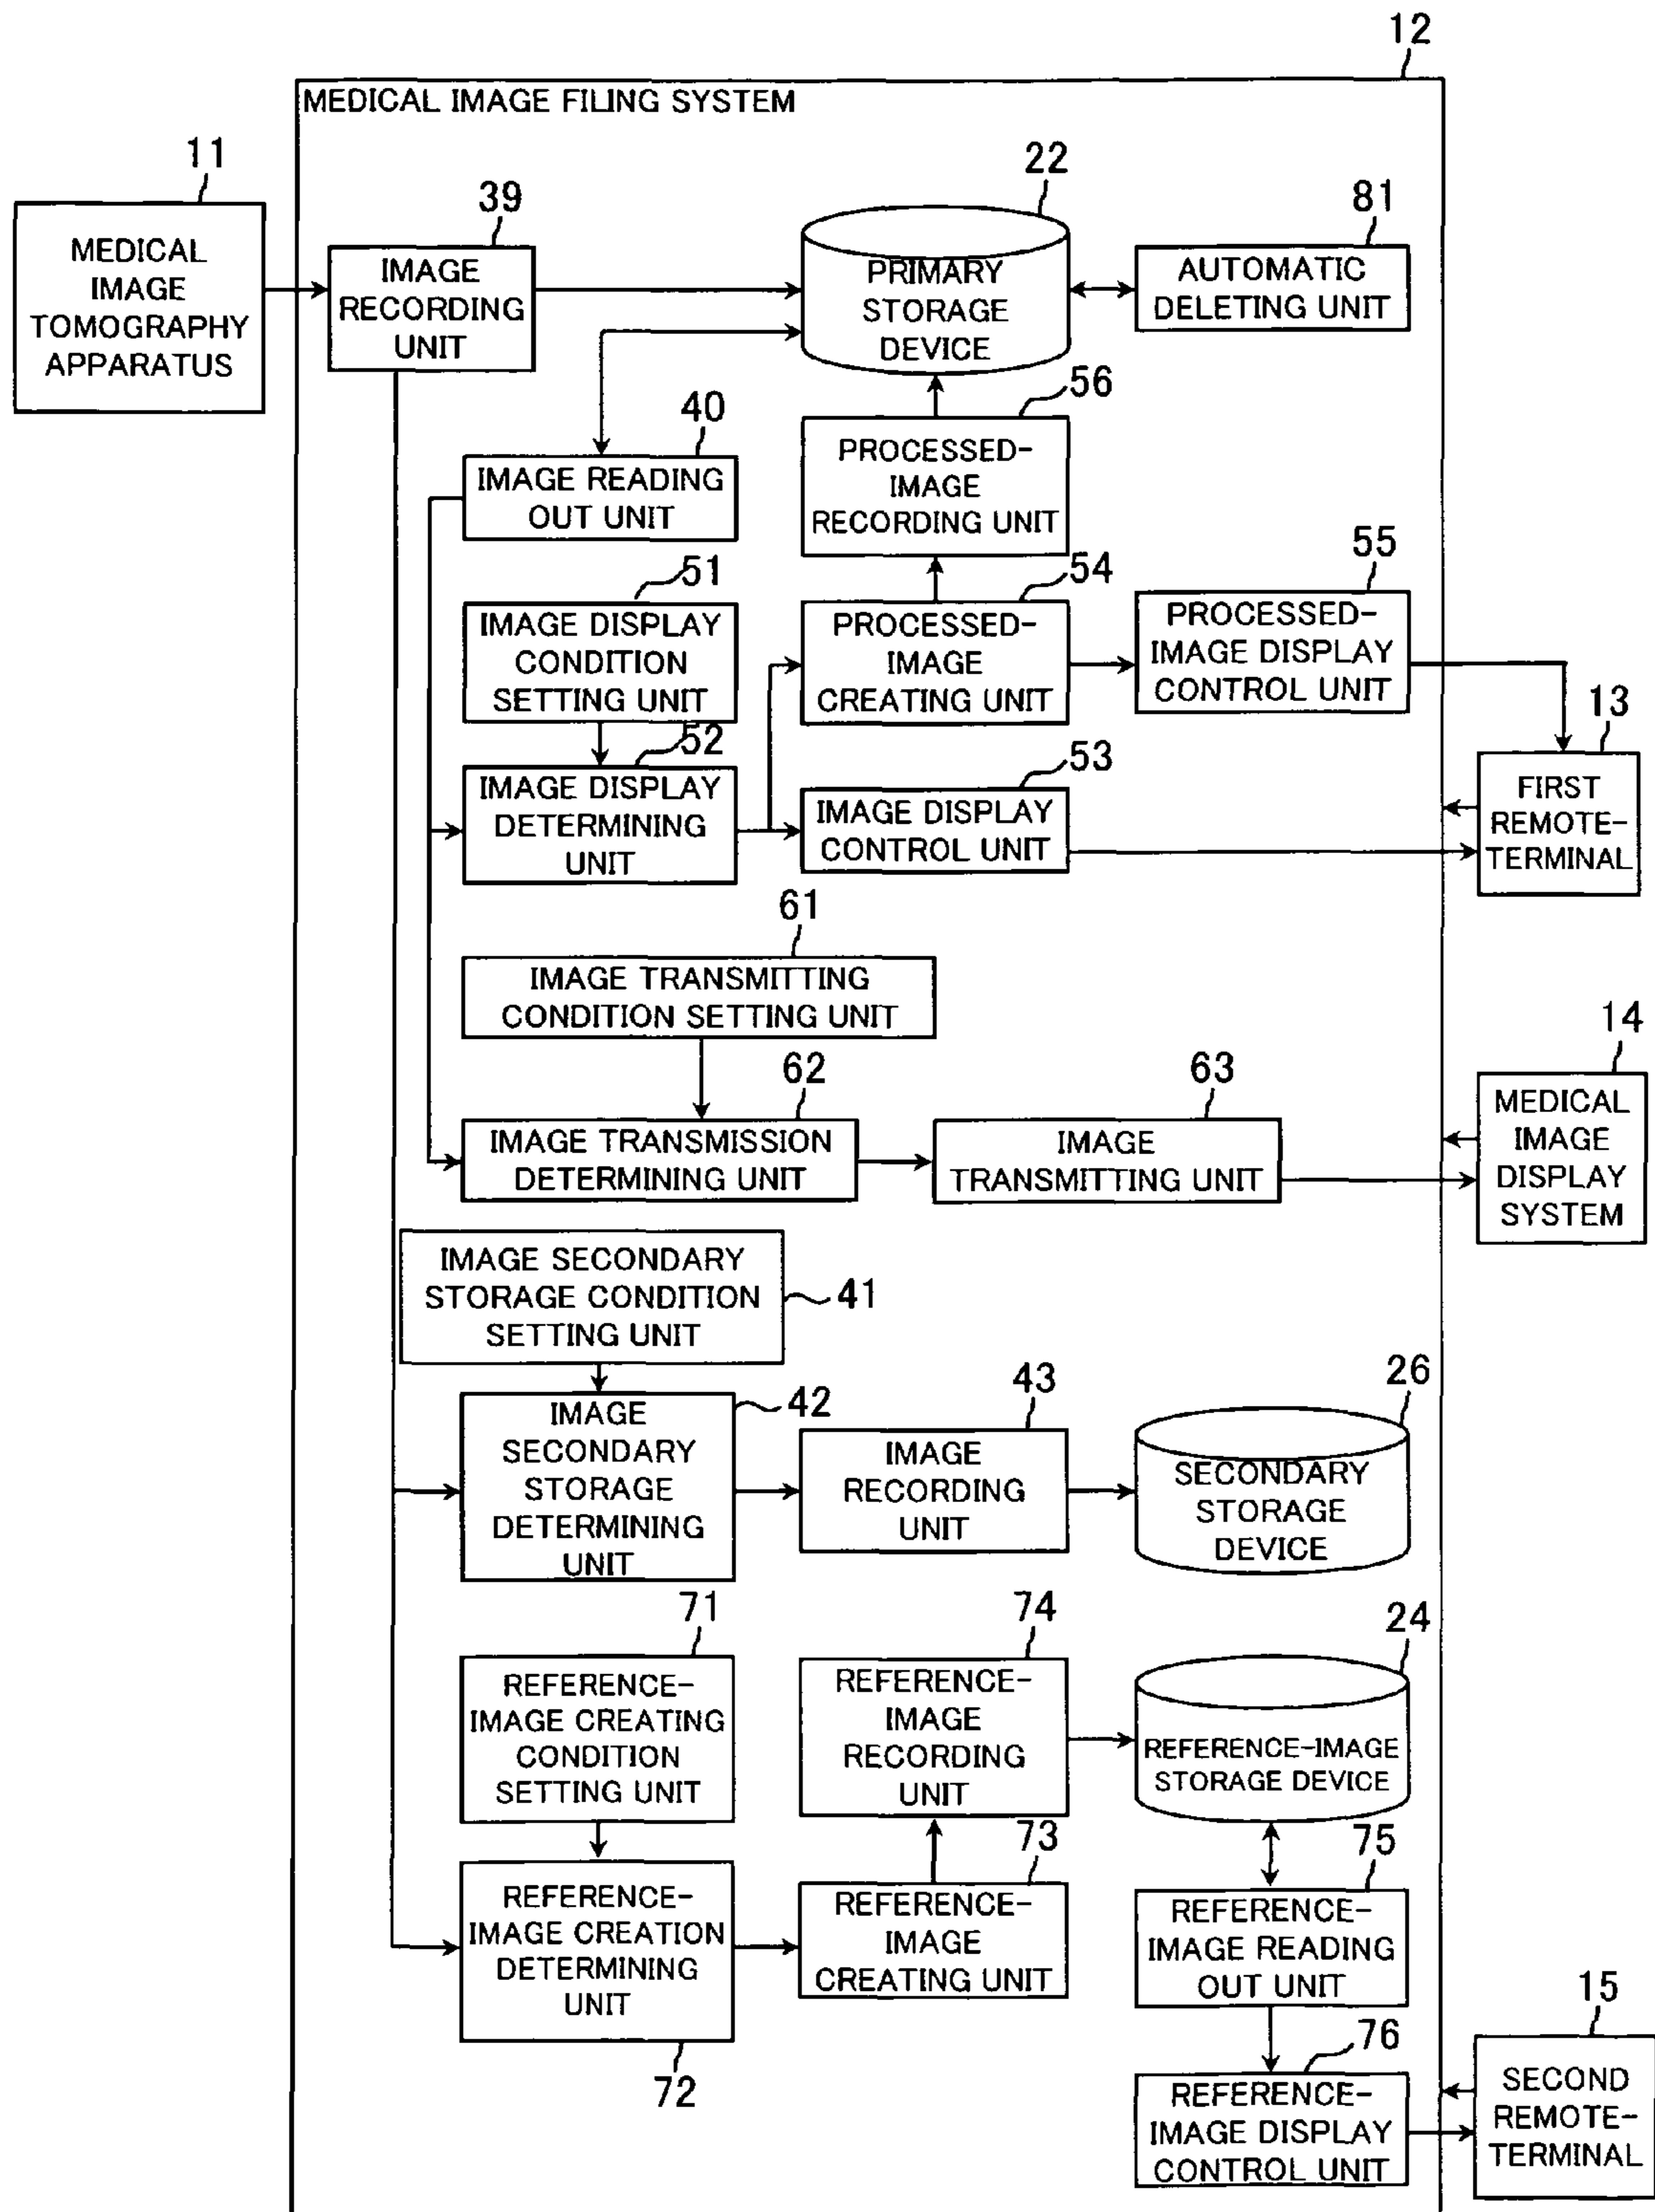 12
MEDICAL IMAGE FILING SYSTEM
11
MEDICAL
IMAGE
TOMOGRAPHY
APPARATUS
39
IMAGE
RECORDING
UNIT
22
PRIMARY
STORAGE
DEVICE
81
AUTOMATIC
DELETING UNIT
40
IMAGE READING
OUT UNIT
56
PROCESSED-
IMAGE
RECORDING UNIT
51
IMAGE DISPLAY
CONDITION
SETTING UNIT
54
PROCESSED-
IMAGE
CREATING UNIT
55
PROCESSED-
IMAGE DISPLAY
CONTROL UNIT
52
IMAGE DISPLAY
DETERMINING
UNIT
53
IMAGE DISPLAY
CONTROL UNIT
13
FIRST
REMOTE-
TERMINAL
61
IMAGE TRANSMITTING
CONDITION SETTING UNIT
62
IMAGE TRANSMISSION
DETERMINING UNIT
63
IMAGE
TRANSMITTING UNIT
14
MEDICAL
IMAGE
DISPLAY
SYSTEM
IMAGE SECONDARY
STORAGE CONDITION
SETTING UNIT
41
IMAGE
SECONDARY
STORAGE
DETERMINING
UNIT
42
43
IMAGE
RECORDING
UNIT
26
SECONDARY
STORAGE
DEVICE
71
REFERENCE-
IMAGE CREATING
CONDITION
SETTING UNIT
74
REFERENCE-
IMAGE
RECORDING
UNIT
24
REFERENCE-IMAGE
STORAGE DEVICE
REFERENCE-
IMAGE CREATION
DETERMINING
UNIT
72
73
REFERENCE-
IMAGE
CREATING UNIT
75
REFERENCE-
IMAGE READING
OUT UNIT
76
REFERENCE-
IMAGE DISPLAY
CONTROL UNIT
15
SECOND
REMOTE-
TERMINAL